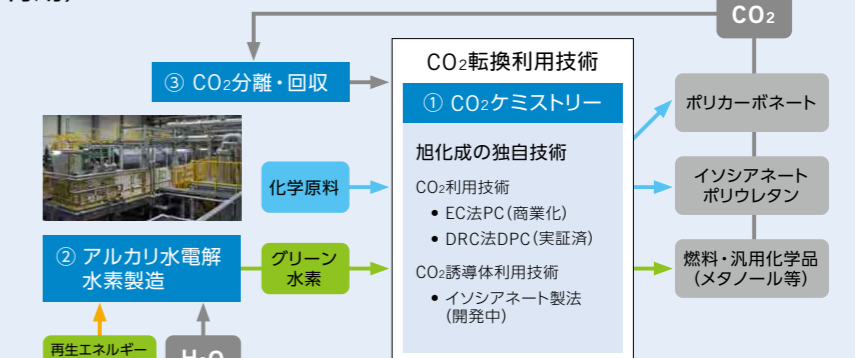 CO₂
CO₂転換利用技術
③ CO₂分離・回収
① CO₂ケミストリー
ポリカーボネート
旭化成の独自技術
化学原料
CO₂利用技術
• EC法PC(商業化)
• DRC法DPC(実証済)
イソシアネート
ポリウレタン
② アルカリ水電解
水素製造
グリーン
水素
CO₂誘導体利用技術
• イソシアネート製法
(開発中)
燃料・汎用化学品
(メタノール等)
再生エネルギー
H₂O